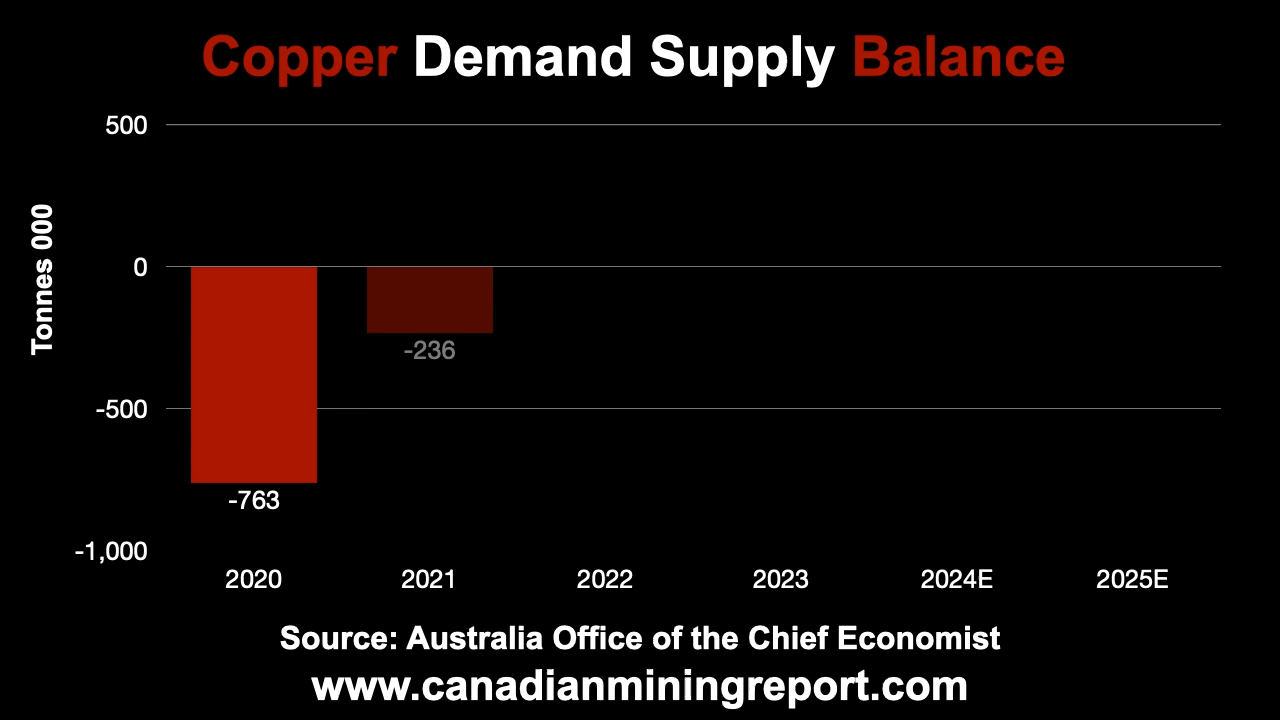 Copper Demand Supply Balance
500
0
-500
-1,000
Tonnes 000
-763
-236
2020 2021 2022 2023 2024E 2025E
Source: Australia Office of the Chief Economist
www.canadianminingreport.com